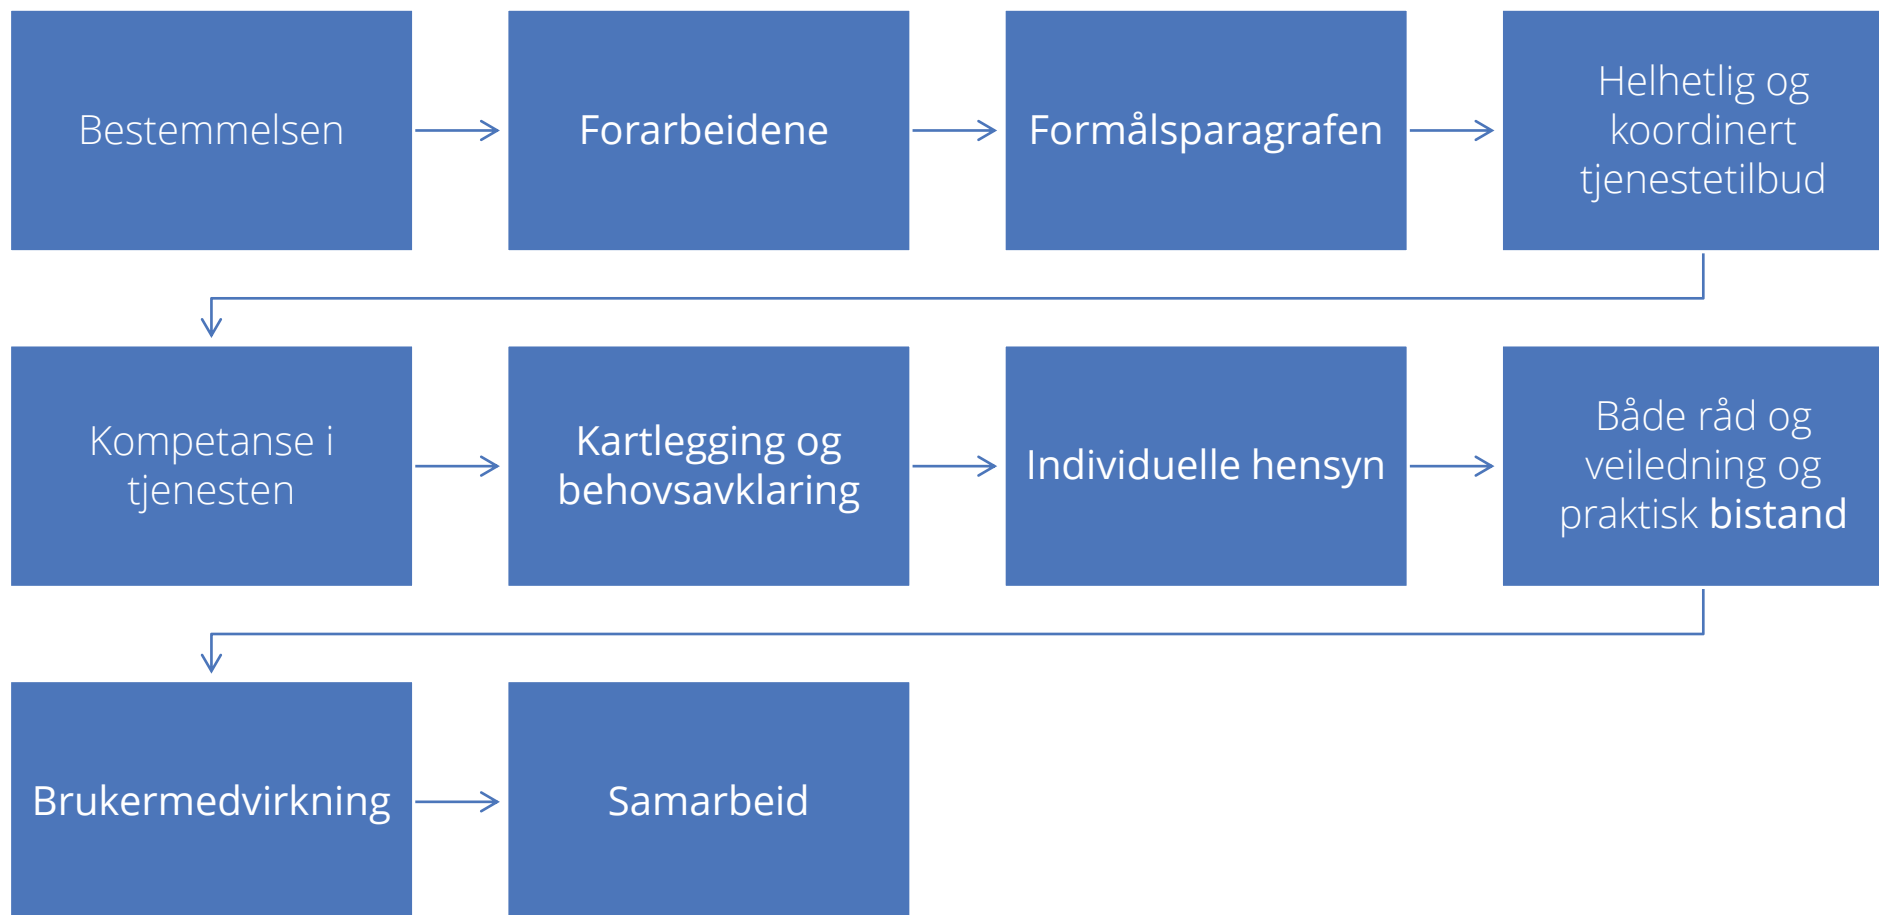 Bestemmelsen
Forarbeidene
Formålsparagrafen
Helhetlig og
koordinert
tjenestetilbud
Kompetanse i
tjenesten
Kartlegging og
behovsavklaring
Individuelle hensyn
Både råd og
veiledning og
praktisk bistand
Brukermedvirkning
Samarbeid